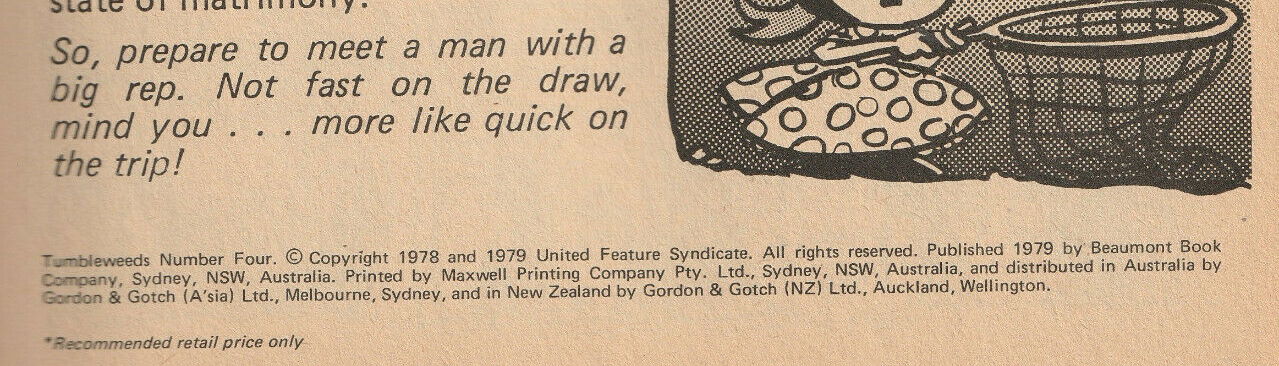 state of matrimony.
So, prepare to meet a man with a
big rep. Not fast on the draw,
mind you . . . more like quick on
the trip!
Tumbleweeds Number Four. © Copyright 1978 and 1979 United Feature Syndicate. All rights reserved. Published 1979 by Beaumont Book
Company, Sydney, NSW, Australia. Printed by Maxwell Printing Company Pty. Ltd., Sydney, NSW, Australia, and distributed in Australia by
Gordon & Gotch (A'sia) Ltd., Melbourne, Sydney, and in New Zealand by Gordon & Gotch (NZ) Ltd., Auckland, Wellington.
*Recommended retail price only